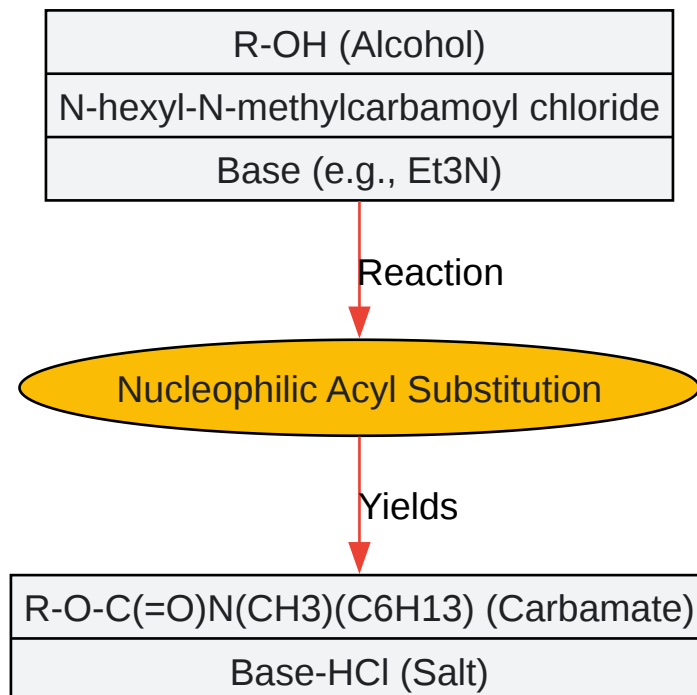 R-OH (Alcohol)
N-hexyl-N-methylcarbamoyl chloride
Base (e.g., Et3N)
Reaction
Nucleophilic Acyl Substitution
Yields
R-O-C(=O)N(CH3)(C6H13) (Carbamate)
Base-HCl (Salt)